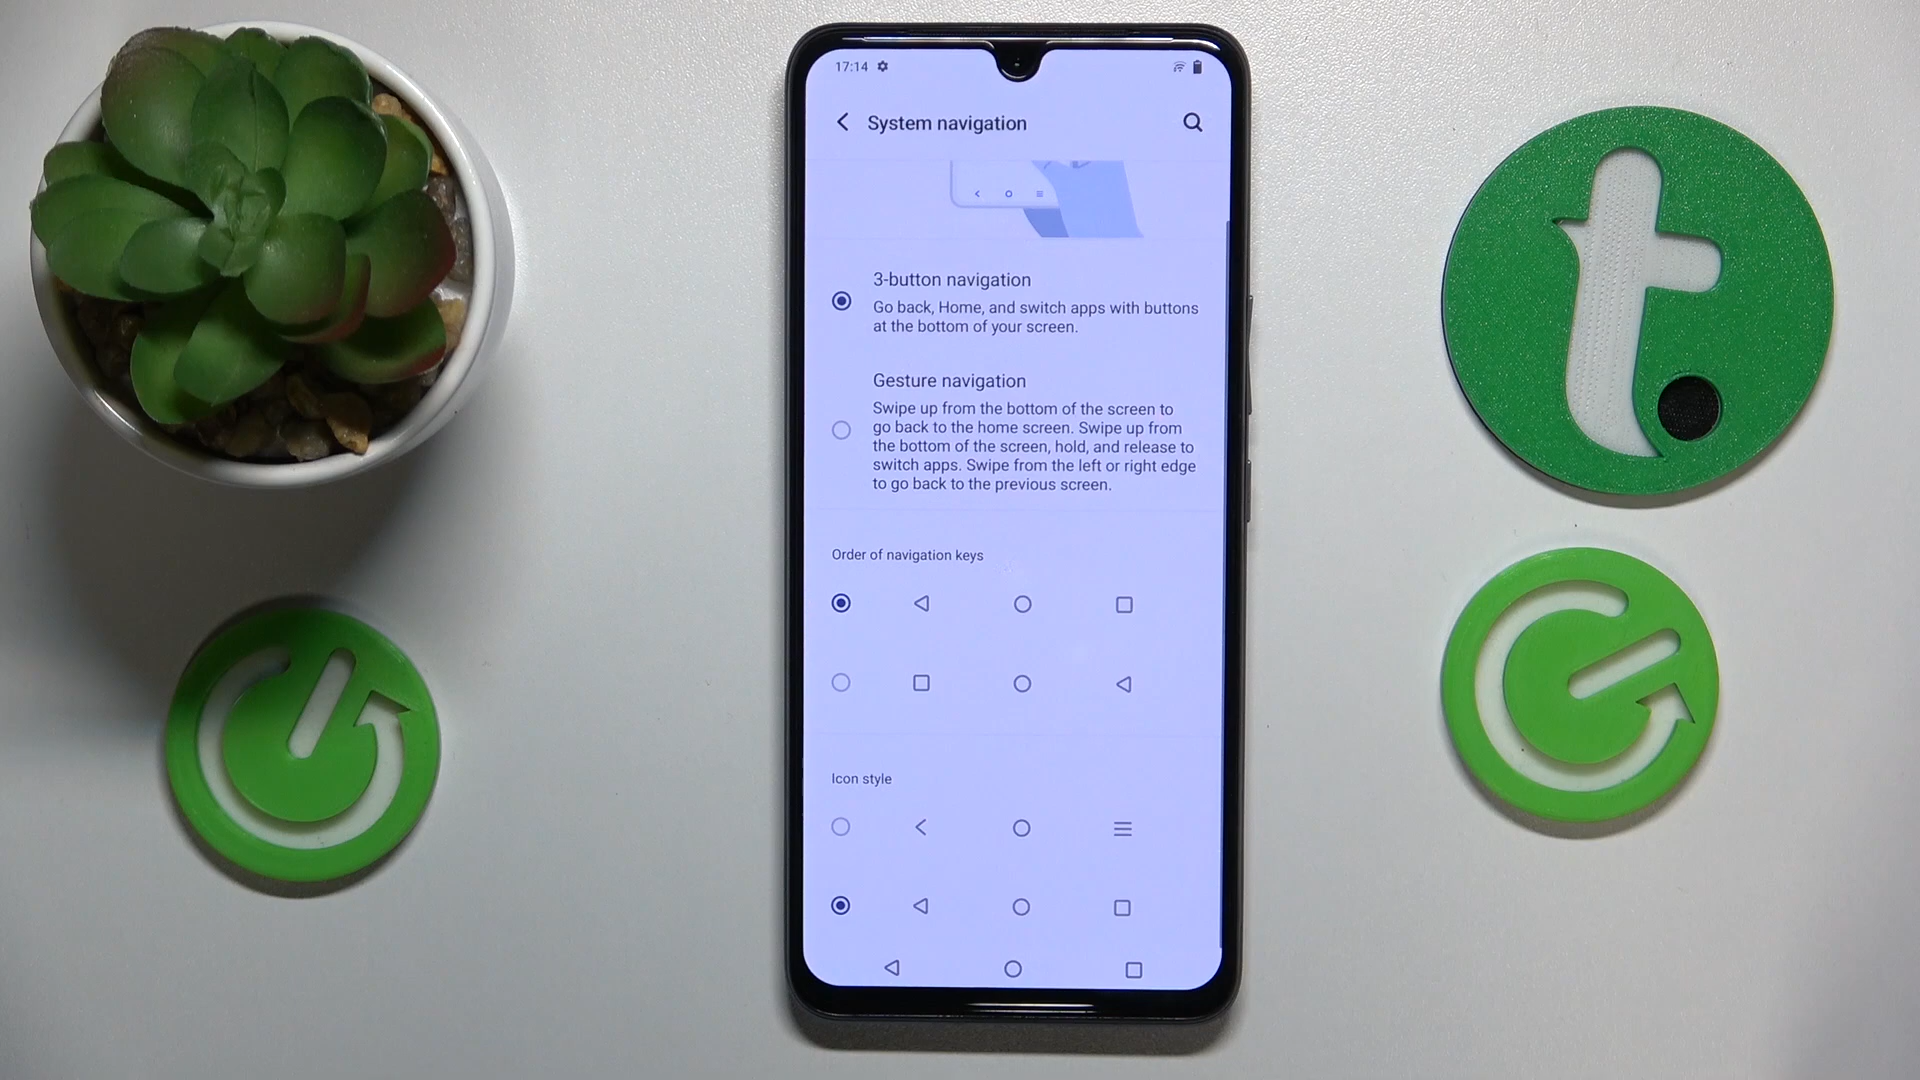 17:14
System navigation
3-button navigation
Go back, Home, and switch apps with buttons
at the bottom of your screen.
Gesture navigation
Swipe up from the bottom of the screen to
go back to the home screen. Swipe up from
the bottom of the screen, hold, and release to
switch apps. Swipe from the left or right edge
to go back to the previous screen.
Order of navigation keys
Icon style
t.